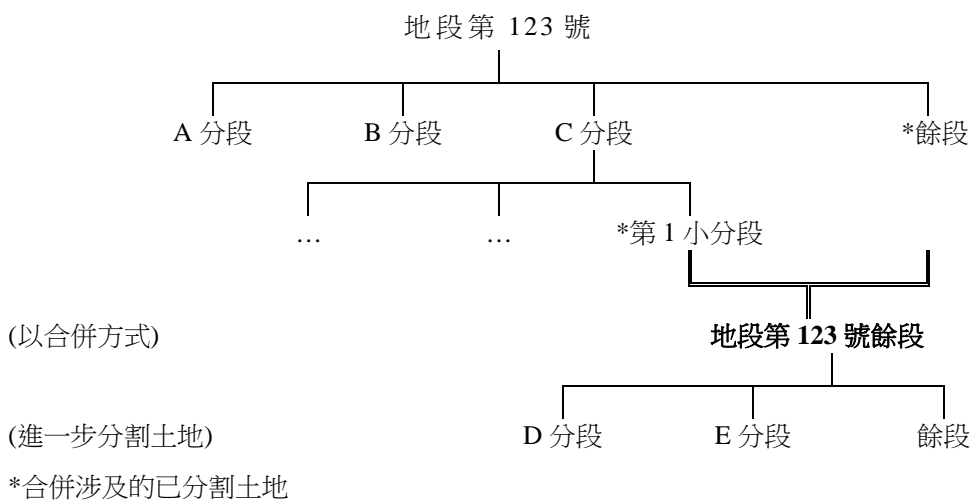 地段第 123 號
A 分段 B 分段 C 分段 *餘段
… … *第 1 小分段
(以合併方式) 地段第 123 號餘段
(進一步分割土地) D 分段 E 分段 餘段
*合併涉及的已分割土地